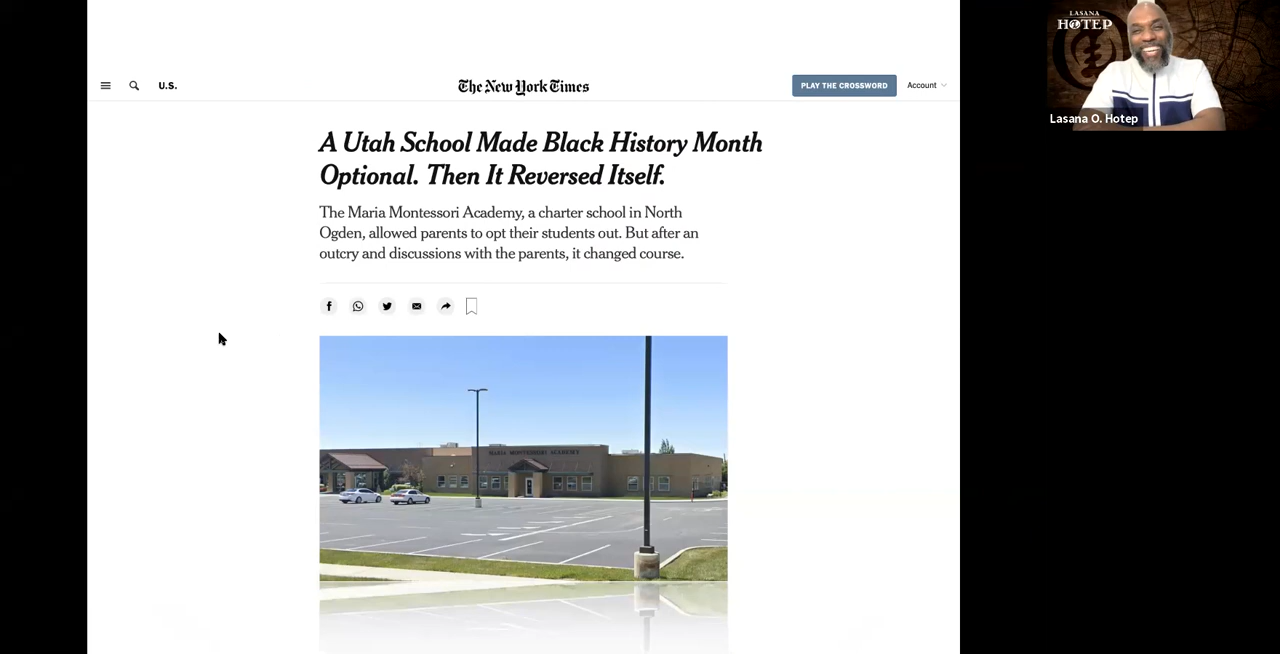 U.S.
The New York Times
PLAY THE CROSSWORD
Account
A Utah School Made Black History Month
Optional. Then It Reversed Itself.
The Maria Montessori Academy, a charter school in North
Ogden, allowed parents to opt their students out. But after an
outcry and discussions with the parents, it changed course.
MARIA MONTESSORI ACADEMY
LASANA
HOTEP
Lasana O. Hotep